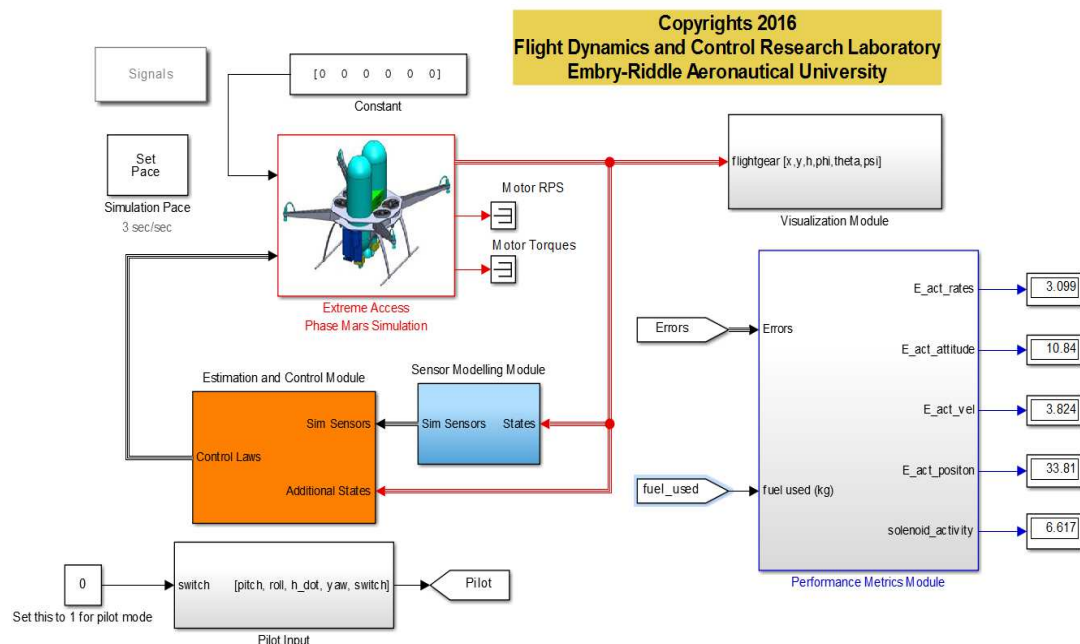 Copyrights 2016
Flight Dynamics and Control Research Laboratory
Embry-Riddle Aeronautical University
Signals
[0 0 0 0 0 0]
Constant
Set
Pace
Simulation Pace
3 sec/sec
Motor RPS
Motor Torques
Extreme Access
Phase Mars Simulation
flightgear [x,y,h,phi,theta,psi]
Visualization Module
Estimation and Control Module
Sim Sensors
Control Laws
Additional States
Sensor Modelling Module
Sim Sensors States
Errors
Errors
fuel_used
fuel used (kg)
E_act_rates
3.099
E_act_attitude
10.84
E_act_vel
3.824
E_act_positon
33.81
solenoid_activity
6.617
Performance Metrics Module
0
Set this to 1 for pilot mode
switch [pitch, roll, h_dot, yaw, switch]
Pilot Input
Pilot